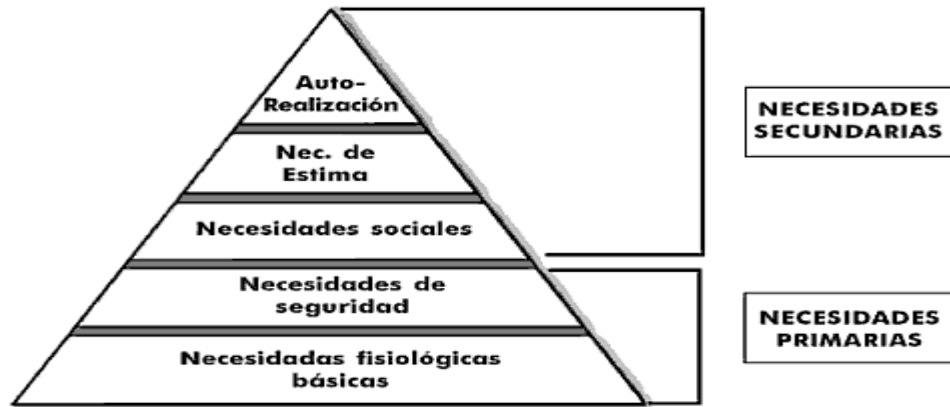 Auto-
Realización
Nec. de
Estima
Necesidades sociales
Necesidades de
seguridad
Necesidadas fisiológicas
básicas
NECESIDADES
SECUNDARIAS
NECESIDADES
PRIMARIAS